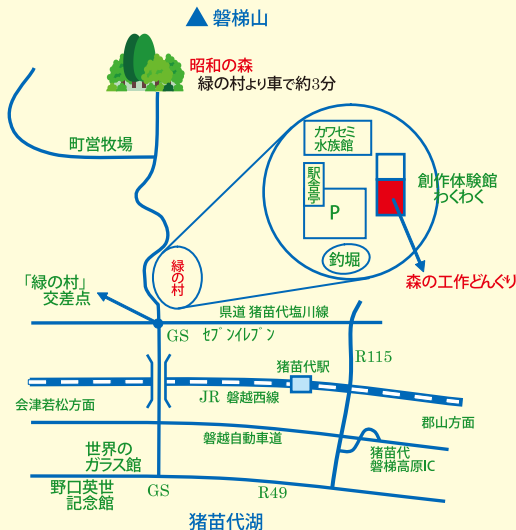 磐梯山
昭和の森
緑の村より車で約3分
町営牧場
カワセミ
水族館
駅舎亭
P
創作体験館
わくわく
釣堀
森の工作どんぐり
緑の村
「緑の村」
交差点
県道 猪苗代塩川線
GS セブンイレブン
R115
猪苗代駅
JR 磐越西線
会津若松方面
郡山方面
磐越自動車道
猪苗代
磐梯高原IC
世界の
ガラス館
野口英世
記念館
GS
R49
猪苗代湖